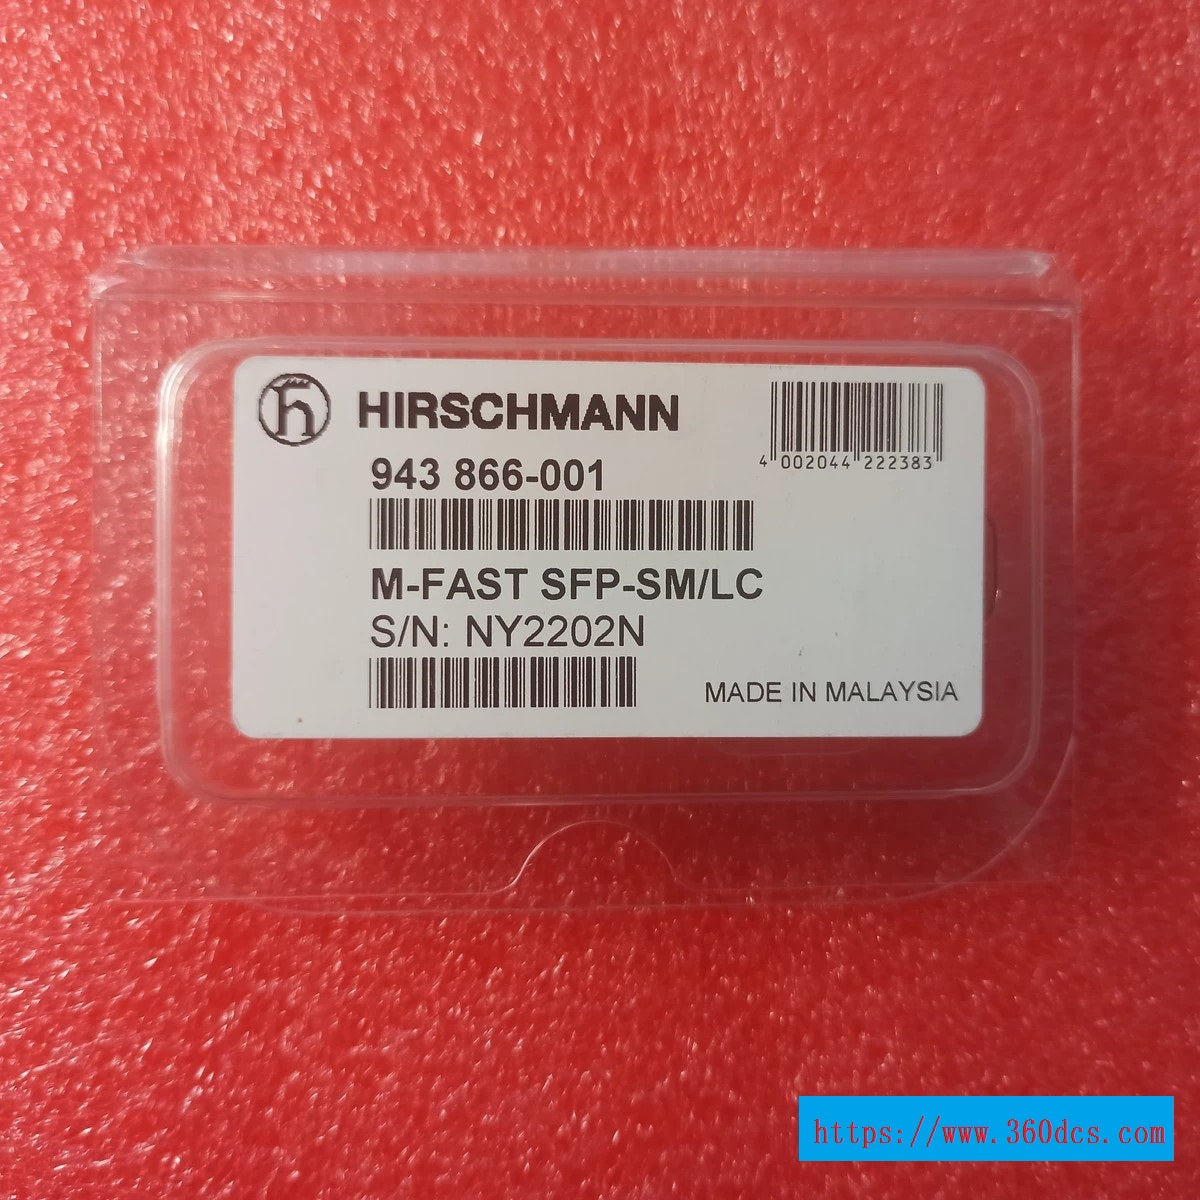 HIRSCHMANN
943 866-001
4 002044 222383
M-FAST SFP-SM/LC
S/N: NY2202N
MADE IN MALAYSIA
https://www.360dcs.com